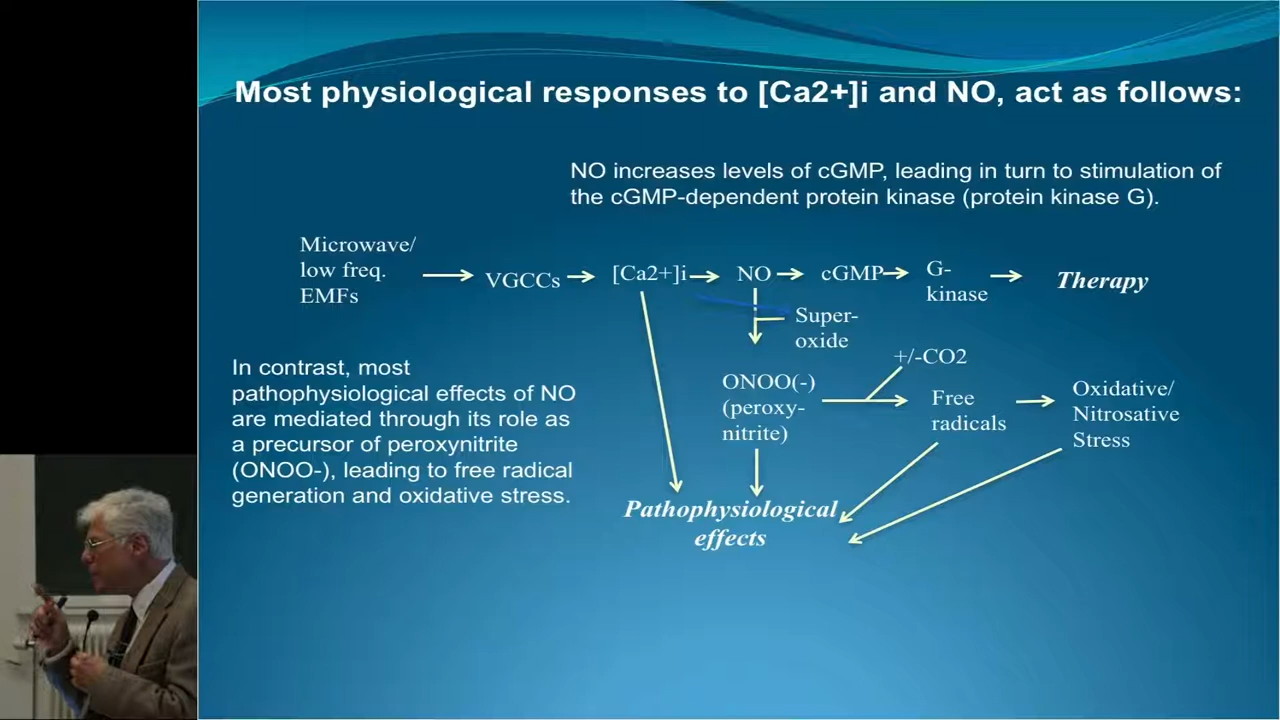 Most physiological responses to [Ca2+]i and NO, act as follows:
NO increases levels of cGMP, leading in turn to stimulation of
the cGMP-dependent protein kinase (protein kinase G).
Microwave/
low freq.
EMFs
VGCCs
[Ca2+]i
NO
cGMP
G-
kinase
Therapy
Super-
oxide
+/-CO2
ONOO(-)
(peroxy-
nitrite)
Free
radicals
Oxidative/
Nitrosative
Stress
In contrast, most
pathophysiological effects of NO
are mediated through its role as
a precursor of peroxynitrite
(ONOO-), leading to free radical
generation and oxidative stress.
Pathophysiological
effects